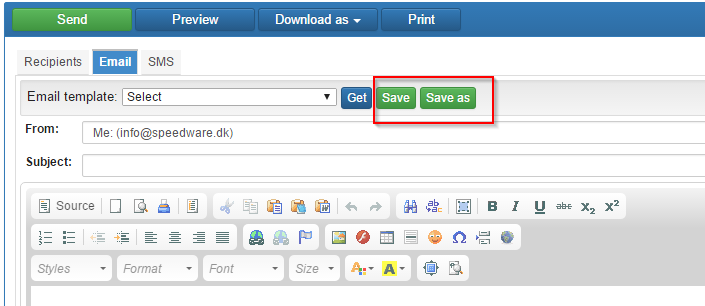 Send Preview Download as Print
Recipients Email SMS
Email template: Select Get Save Save as
From: Me: (info@speedware.dk)
Subject:
Source B I U abc x₂ x²
Styles Format Font Size A A